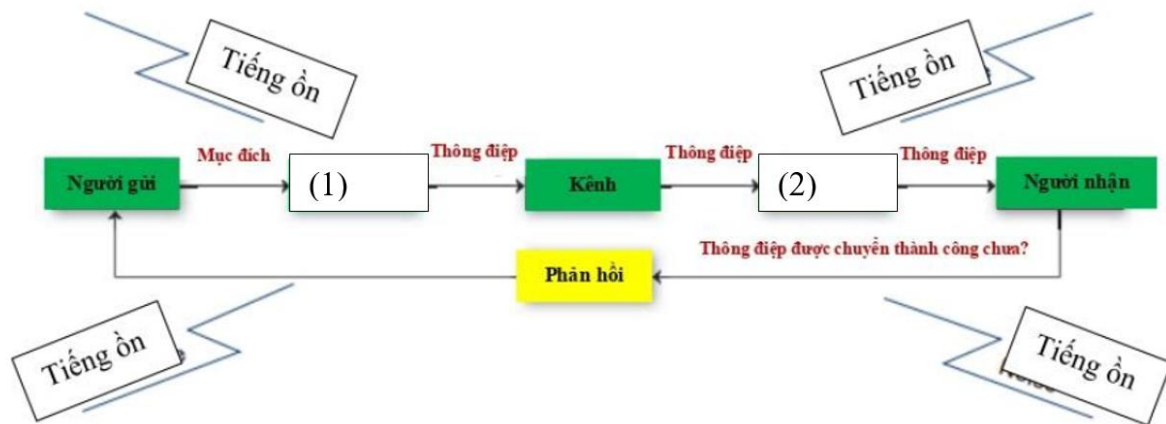 Tiếng ồn
Tiếng ồn
Mục đích
Thông điệp
Thông điệp
Thông điệp
Người gửi
(1)
Kênh
(2)
Người nhận
Thông điệp được chuyển thành công chưa?
Phản hồi
Tiếng ồn
Tiếng ồn